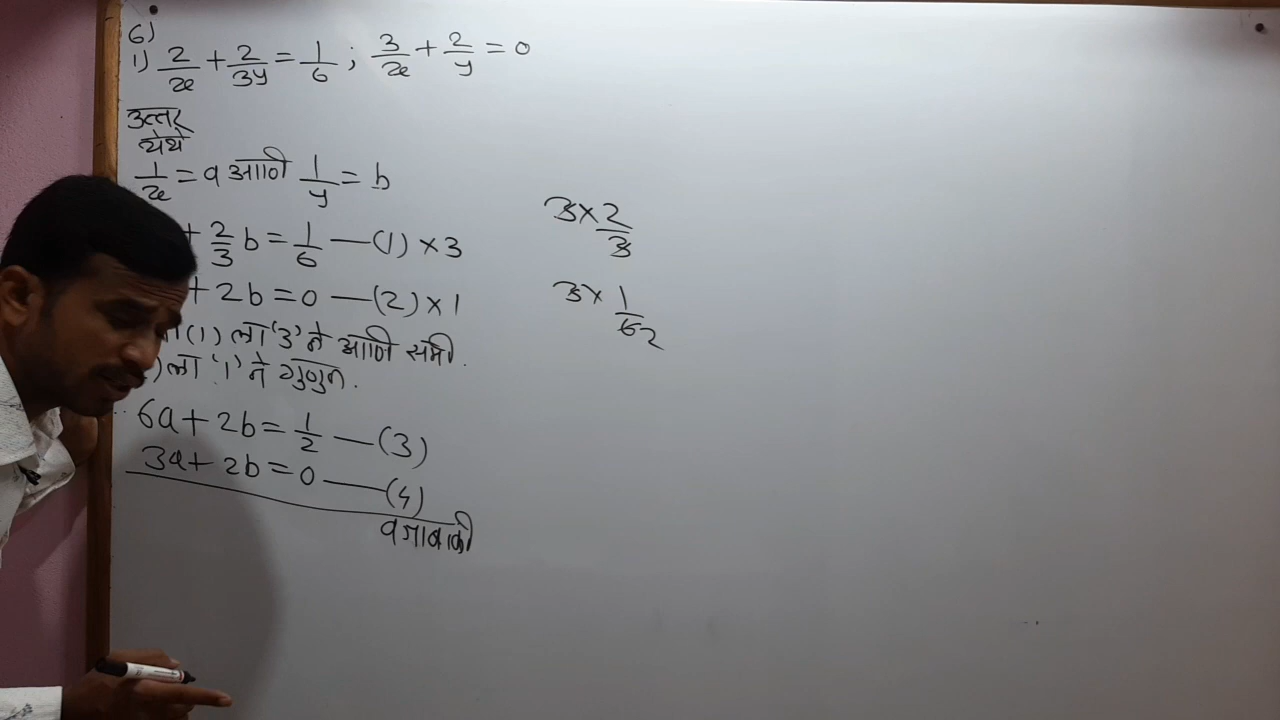 6)
1) 2/x + 2/3y = 1/6 ; 3/x + 2/y = 0
उत्तर
येथे
1/x = a आणि 1/y = b
+ 2/3 b = 1/6 — (1) × 3
+ 2b = 0 — (2) × 1
(1) ला '3' ने आणि समी.
) ला '1' ने गुणून.
6a + 2b = 1/2 — (3)
3a + 2b = 0 — (4)
वजाबाकी
3 × 2/3
3 × 1/6 2